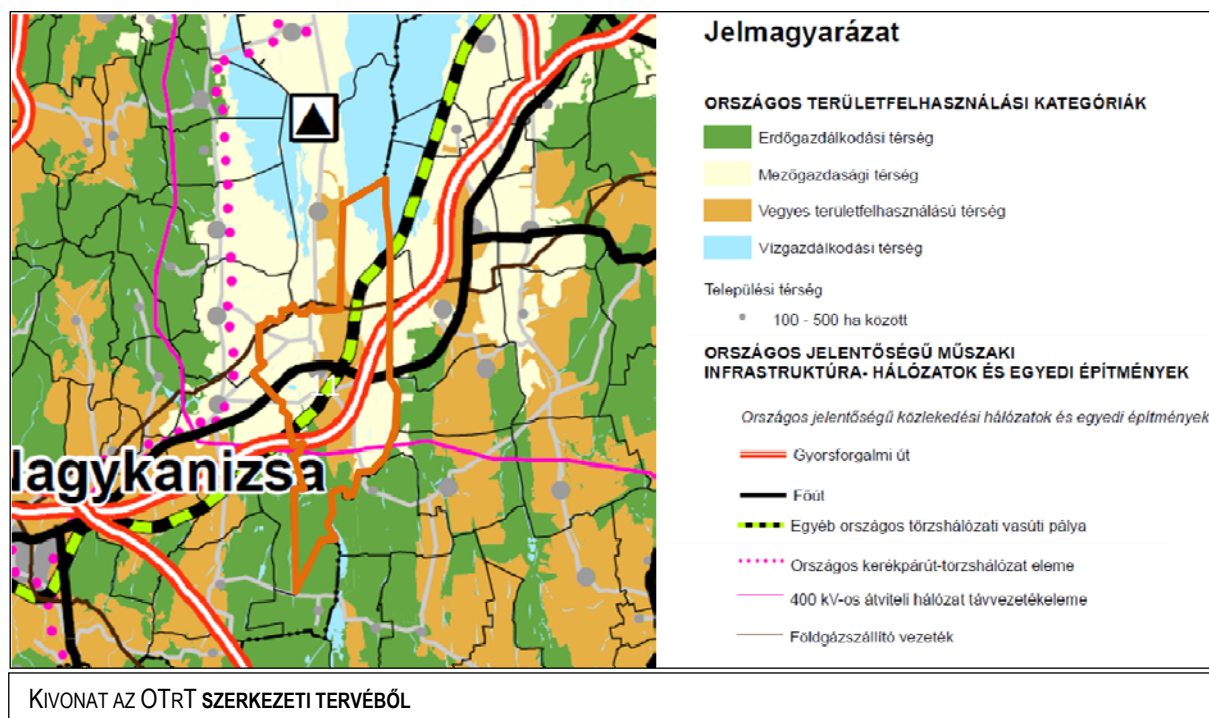 Nagykanizsa
11
Jelmagyarázat
ORSZÁGOS TERÜLETFELHASZNÁLÁSI KATEGÓRIÁK
Erdőgazdálkodási térség
Mezőgazdasági térség
Vegyes területfelhasználású térség
Vízgazdálkodási térség
Települési térség
100 - 500 ha között
ORSZÁGOS JELENTŐSÉGŰ MŰSZAKI
INFRASTRUKTÚRA- HÁLÓZATOK ÉS EGYEDI ÉPÍTMÉNYEK
Országos jelentőségű közlekedési hálózatok és egyedi építmények
Gyorsforgalmi út
Főút
Egyéb országos törzshálózati vasúti pálya
Országos kerékpárút-törzshálózat eleme
400 kV-os átviteli hálózat távvezetékeleme
Földgázszállító vezeték
KIVONAT AZ OTRT SZERKEZETI TERVÉBŐL